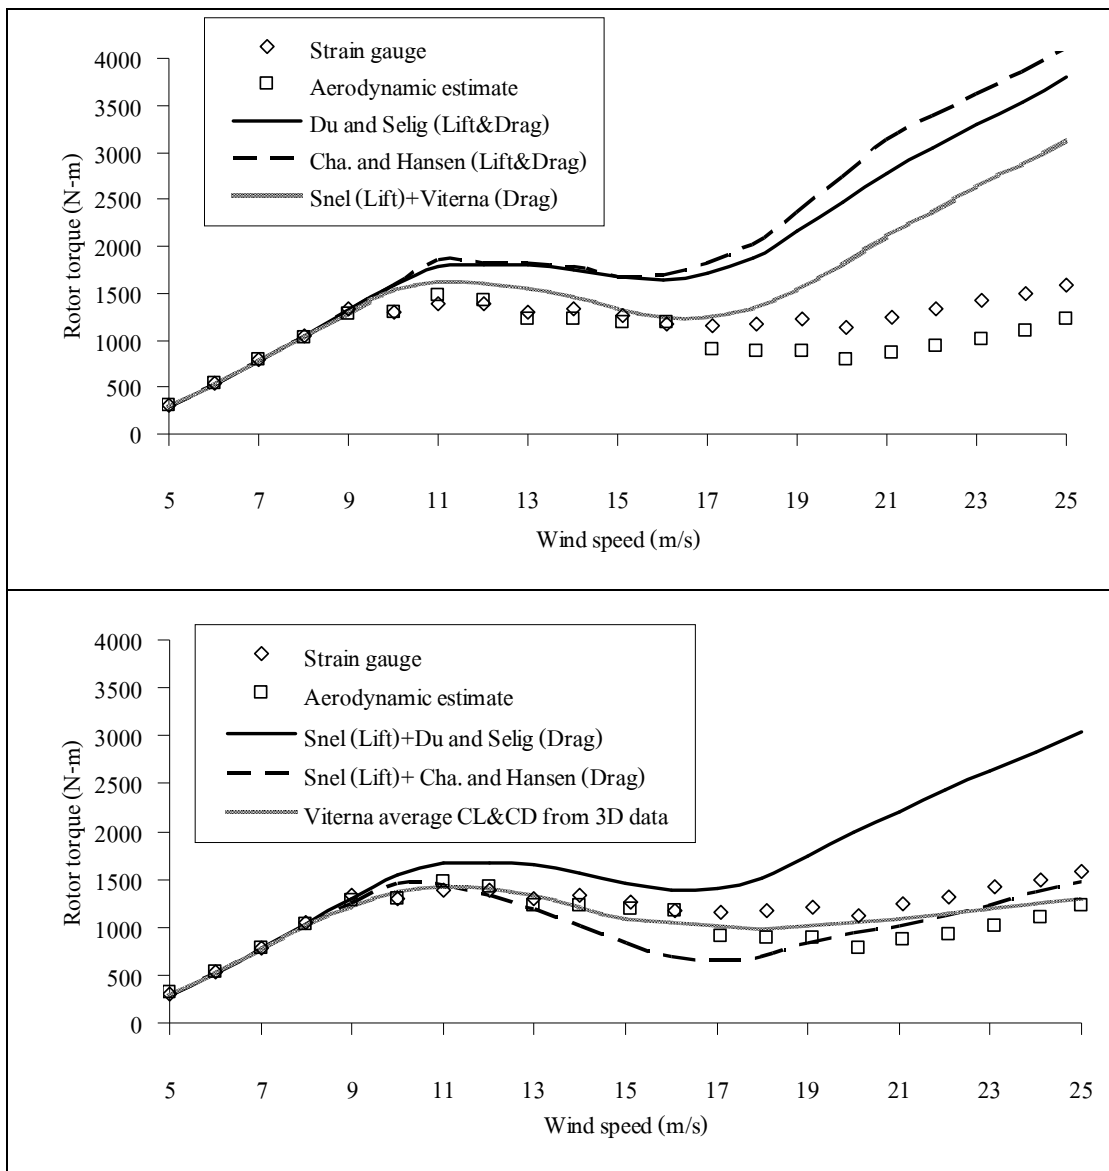 Strain gauge
Aerodynamic estimate
Du and Selig (Lift&Drag)
Cha. and Hansen (Lift&Drag)
Snel (Lift)+Viterna (Drag)
Rotor torque (N-m)
4000
3500
3000
2500
2000
1500
1000
500
0
5 7 9 11 13 15 17 19 21 23 25
Wind speed (m/s)
Strain gauge
Aerodynamic estimate
Snel (Lift)+Du and Selig (Drag)
Snel (Lift)+ Cha. and Hansen (Drag)
Viterna average CL&CD from 3D data
Rotor torque (N-m)
4000
3500
3000
2500
2000
1500
1000
500
0
5 7 9 11 13 15 17 19 21 23 25
Wind speed (m/s)